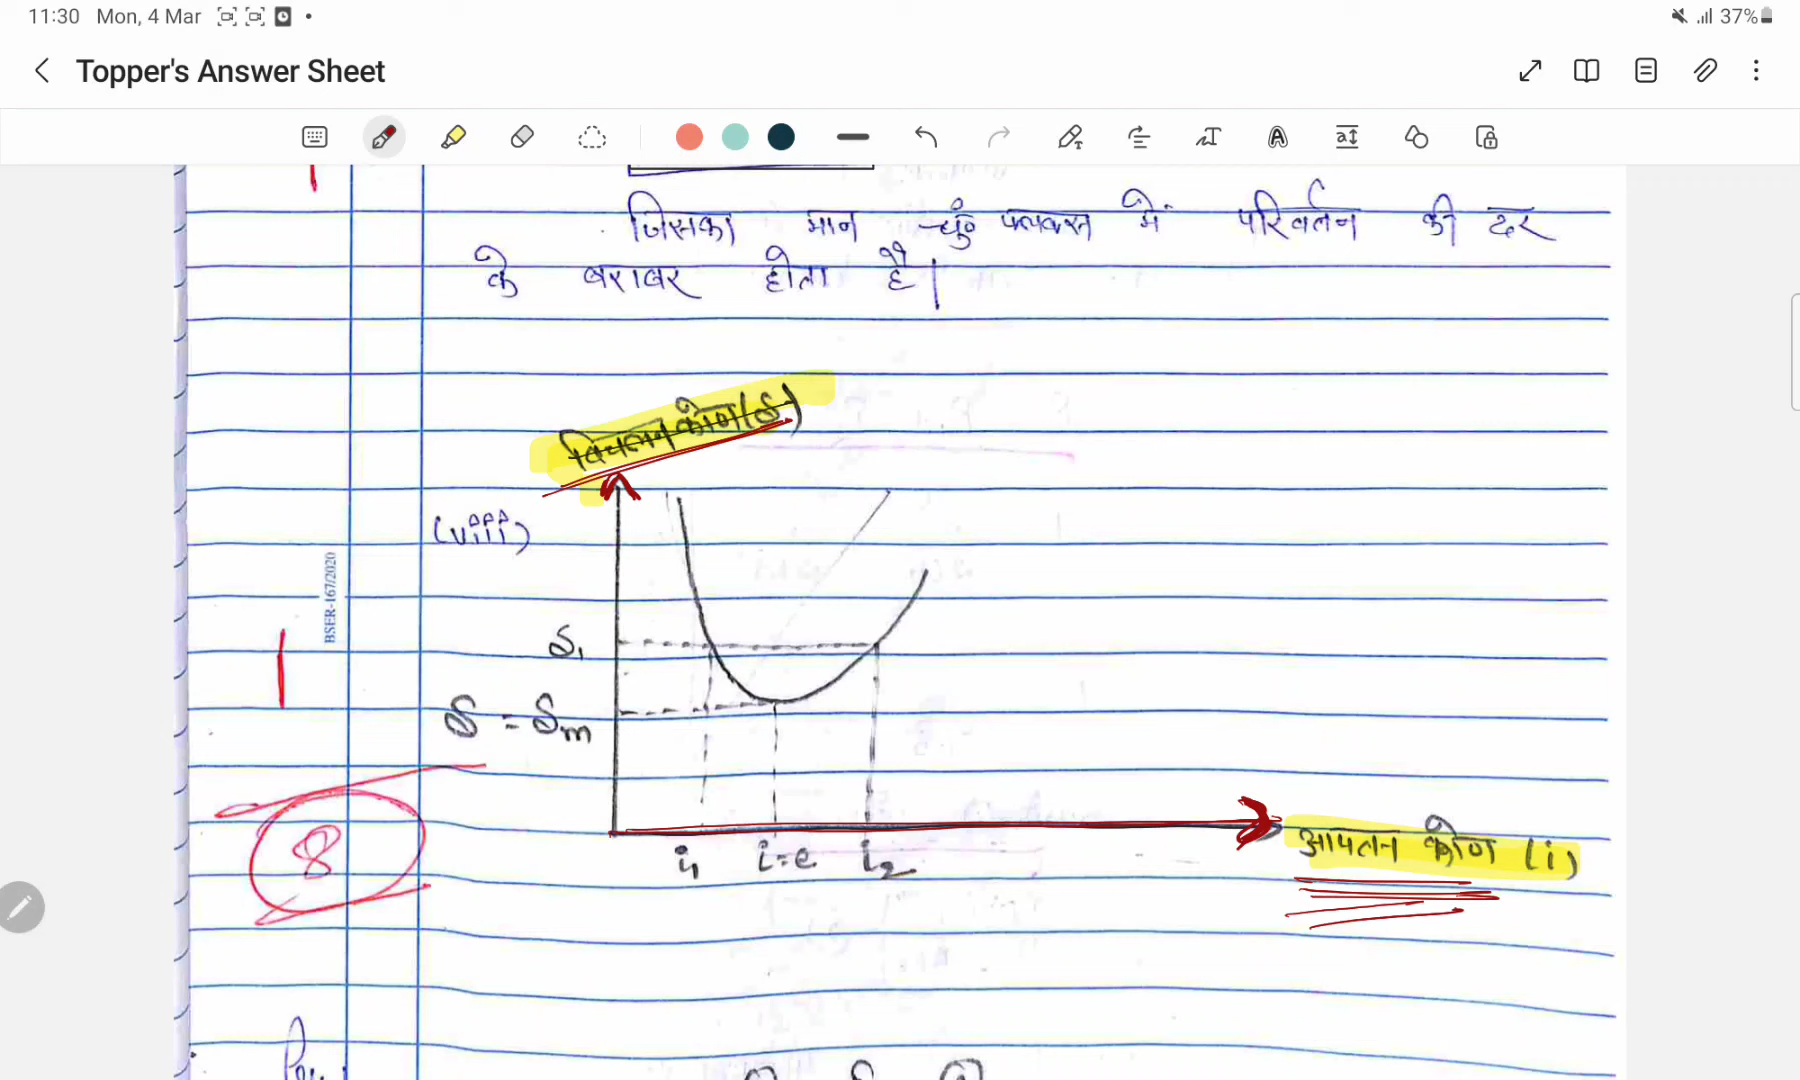 11:30 Mon, 4 Mar 37%
Topper's Answer Sheet
जिसका मान चुं फ्लक्स में परिवर्तन की दर
के बराबर होता है।
विचलन कोण (δ)
(viii)
BSER-167/2020
δ₁
δ = δm
8
i₁ i=e i₂
आपतन कोण (i)